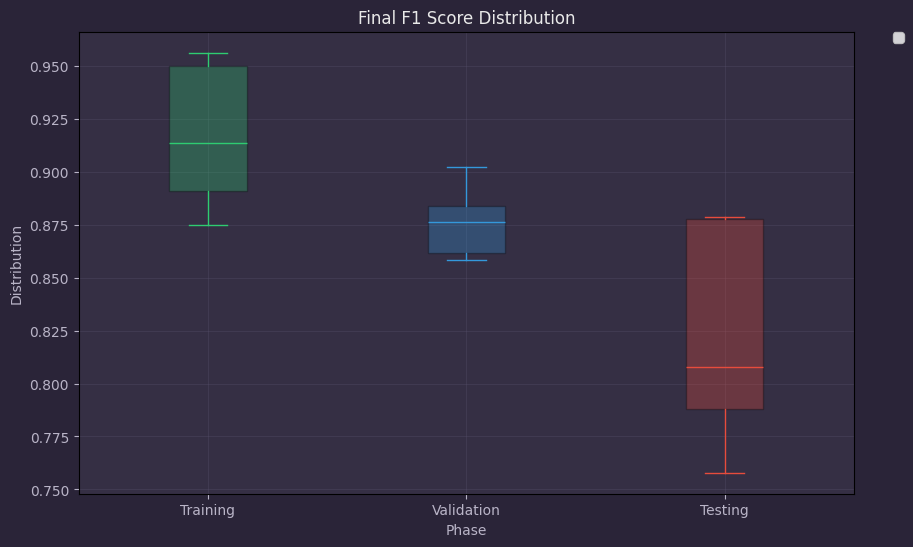 Final F1 Score Distribution
0.950
0.925
0.900
0.875
0.850
0.825
0.800
0.775
0.750
Distribution
Training
Validation
Testing
Phase